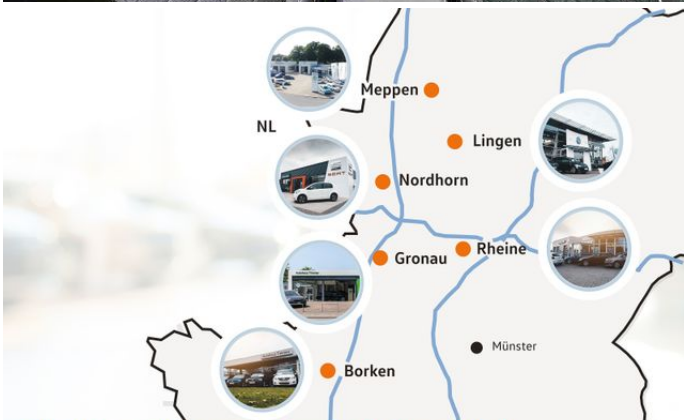 Meppen
NL
Lingen
Nordhorn
Gronau
Rheine
Münster
Borken